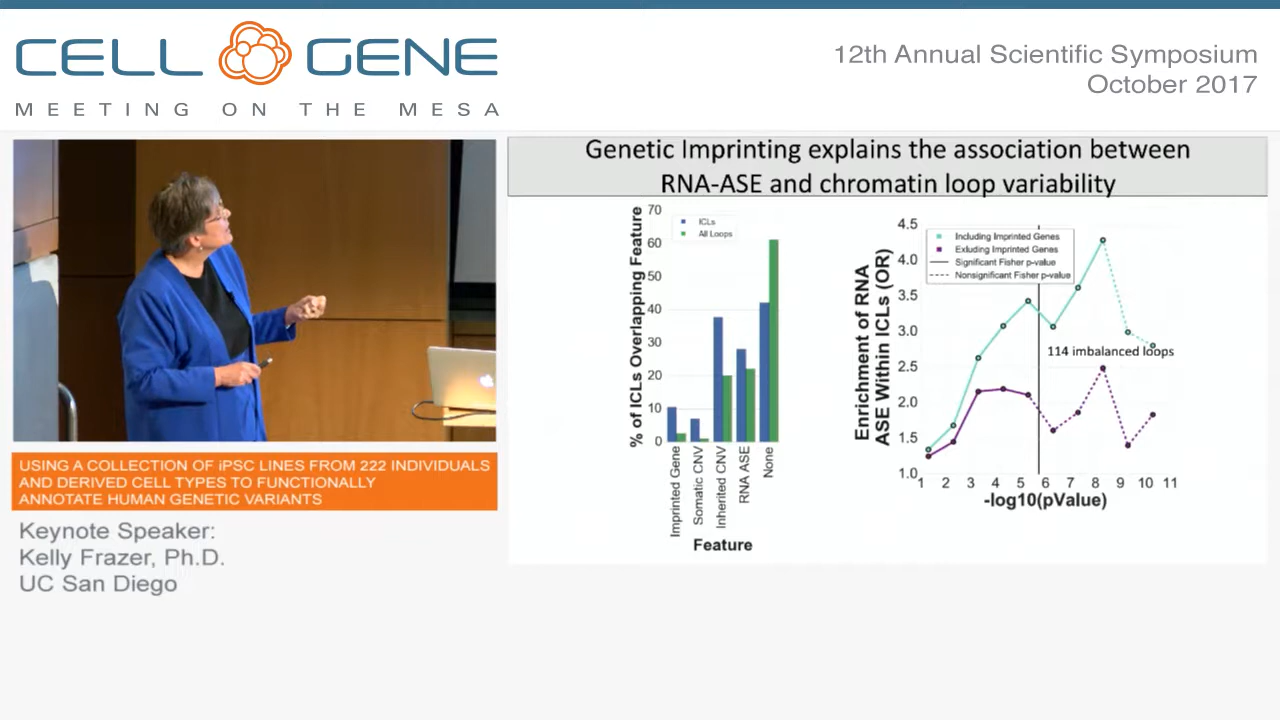 CELL GENE
MEETING ON THE MESA
12th Annual Scientific Symposium
October 2017
USING A COLLECTION OF iPSC LINES FROM 222 INDIVIDUALS
AND DERIVED CELL TYPES TO FUNCTIONALLY
ANNOTATE HUMAN GENETIC VARIANTS
Keynote Speaker:
Kelly Frazer, Ph.D.
UC San Diego
Genetic Imprinting explains the association between
RNA-ASE and chromatin loop variability
% of ICLs Overlapping Feature
70
60
50
40
30
20
10
0
ICLs
All Loops
Imprinted Gene
Somatic CNV
Inherited CNV
RNA ASE
None
Feature
Enrichment of RNA
ASE Within ICLs (OR)
4.5
4.0
3.5
3.0
2.5
2.0
1.5
1.0
Including Imprinted Genes
Exluding Imprinted Genes
Significant Fisher p-value
Nonsignificant Fisher p-value
114 imbalanced loops
1 2 3 4 5 6 7 8 9 10 11
-log10(pValue)